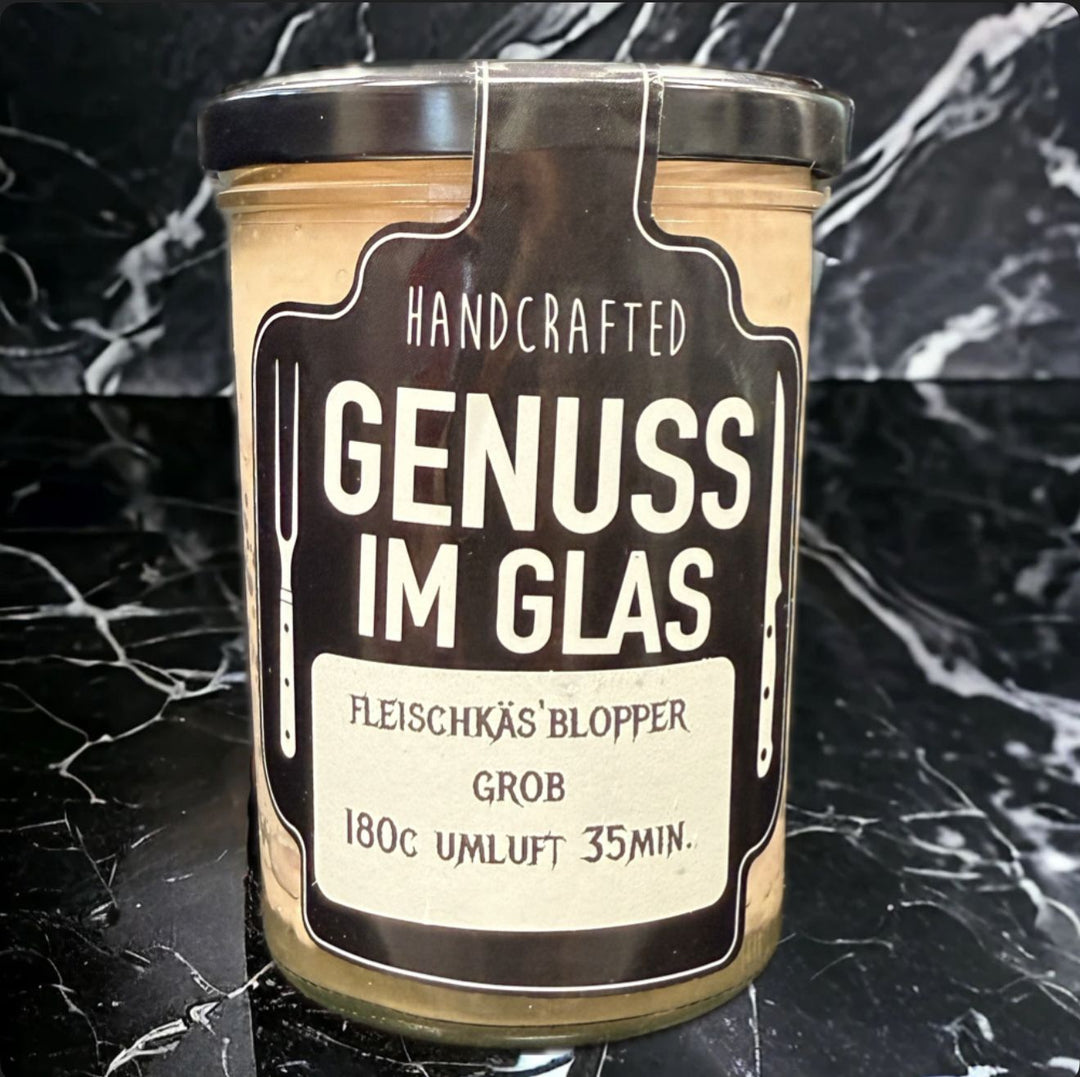 HANDCRAFTED
GENUSS
IM GLAS
FLEISCHKÄS'BLOPPER
GROB
180C UMLUFT 35MIN.